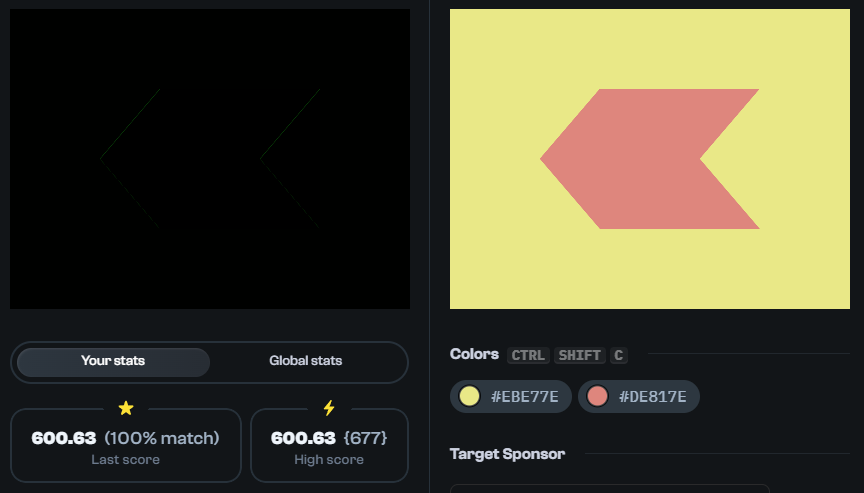 Your stats
Global stats
600.63 (100% match)
Last score
600.63 {677}
High score
Colors CTRL SHIFT C
#EBE77E
#DE817E
Target Sponsor